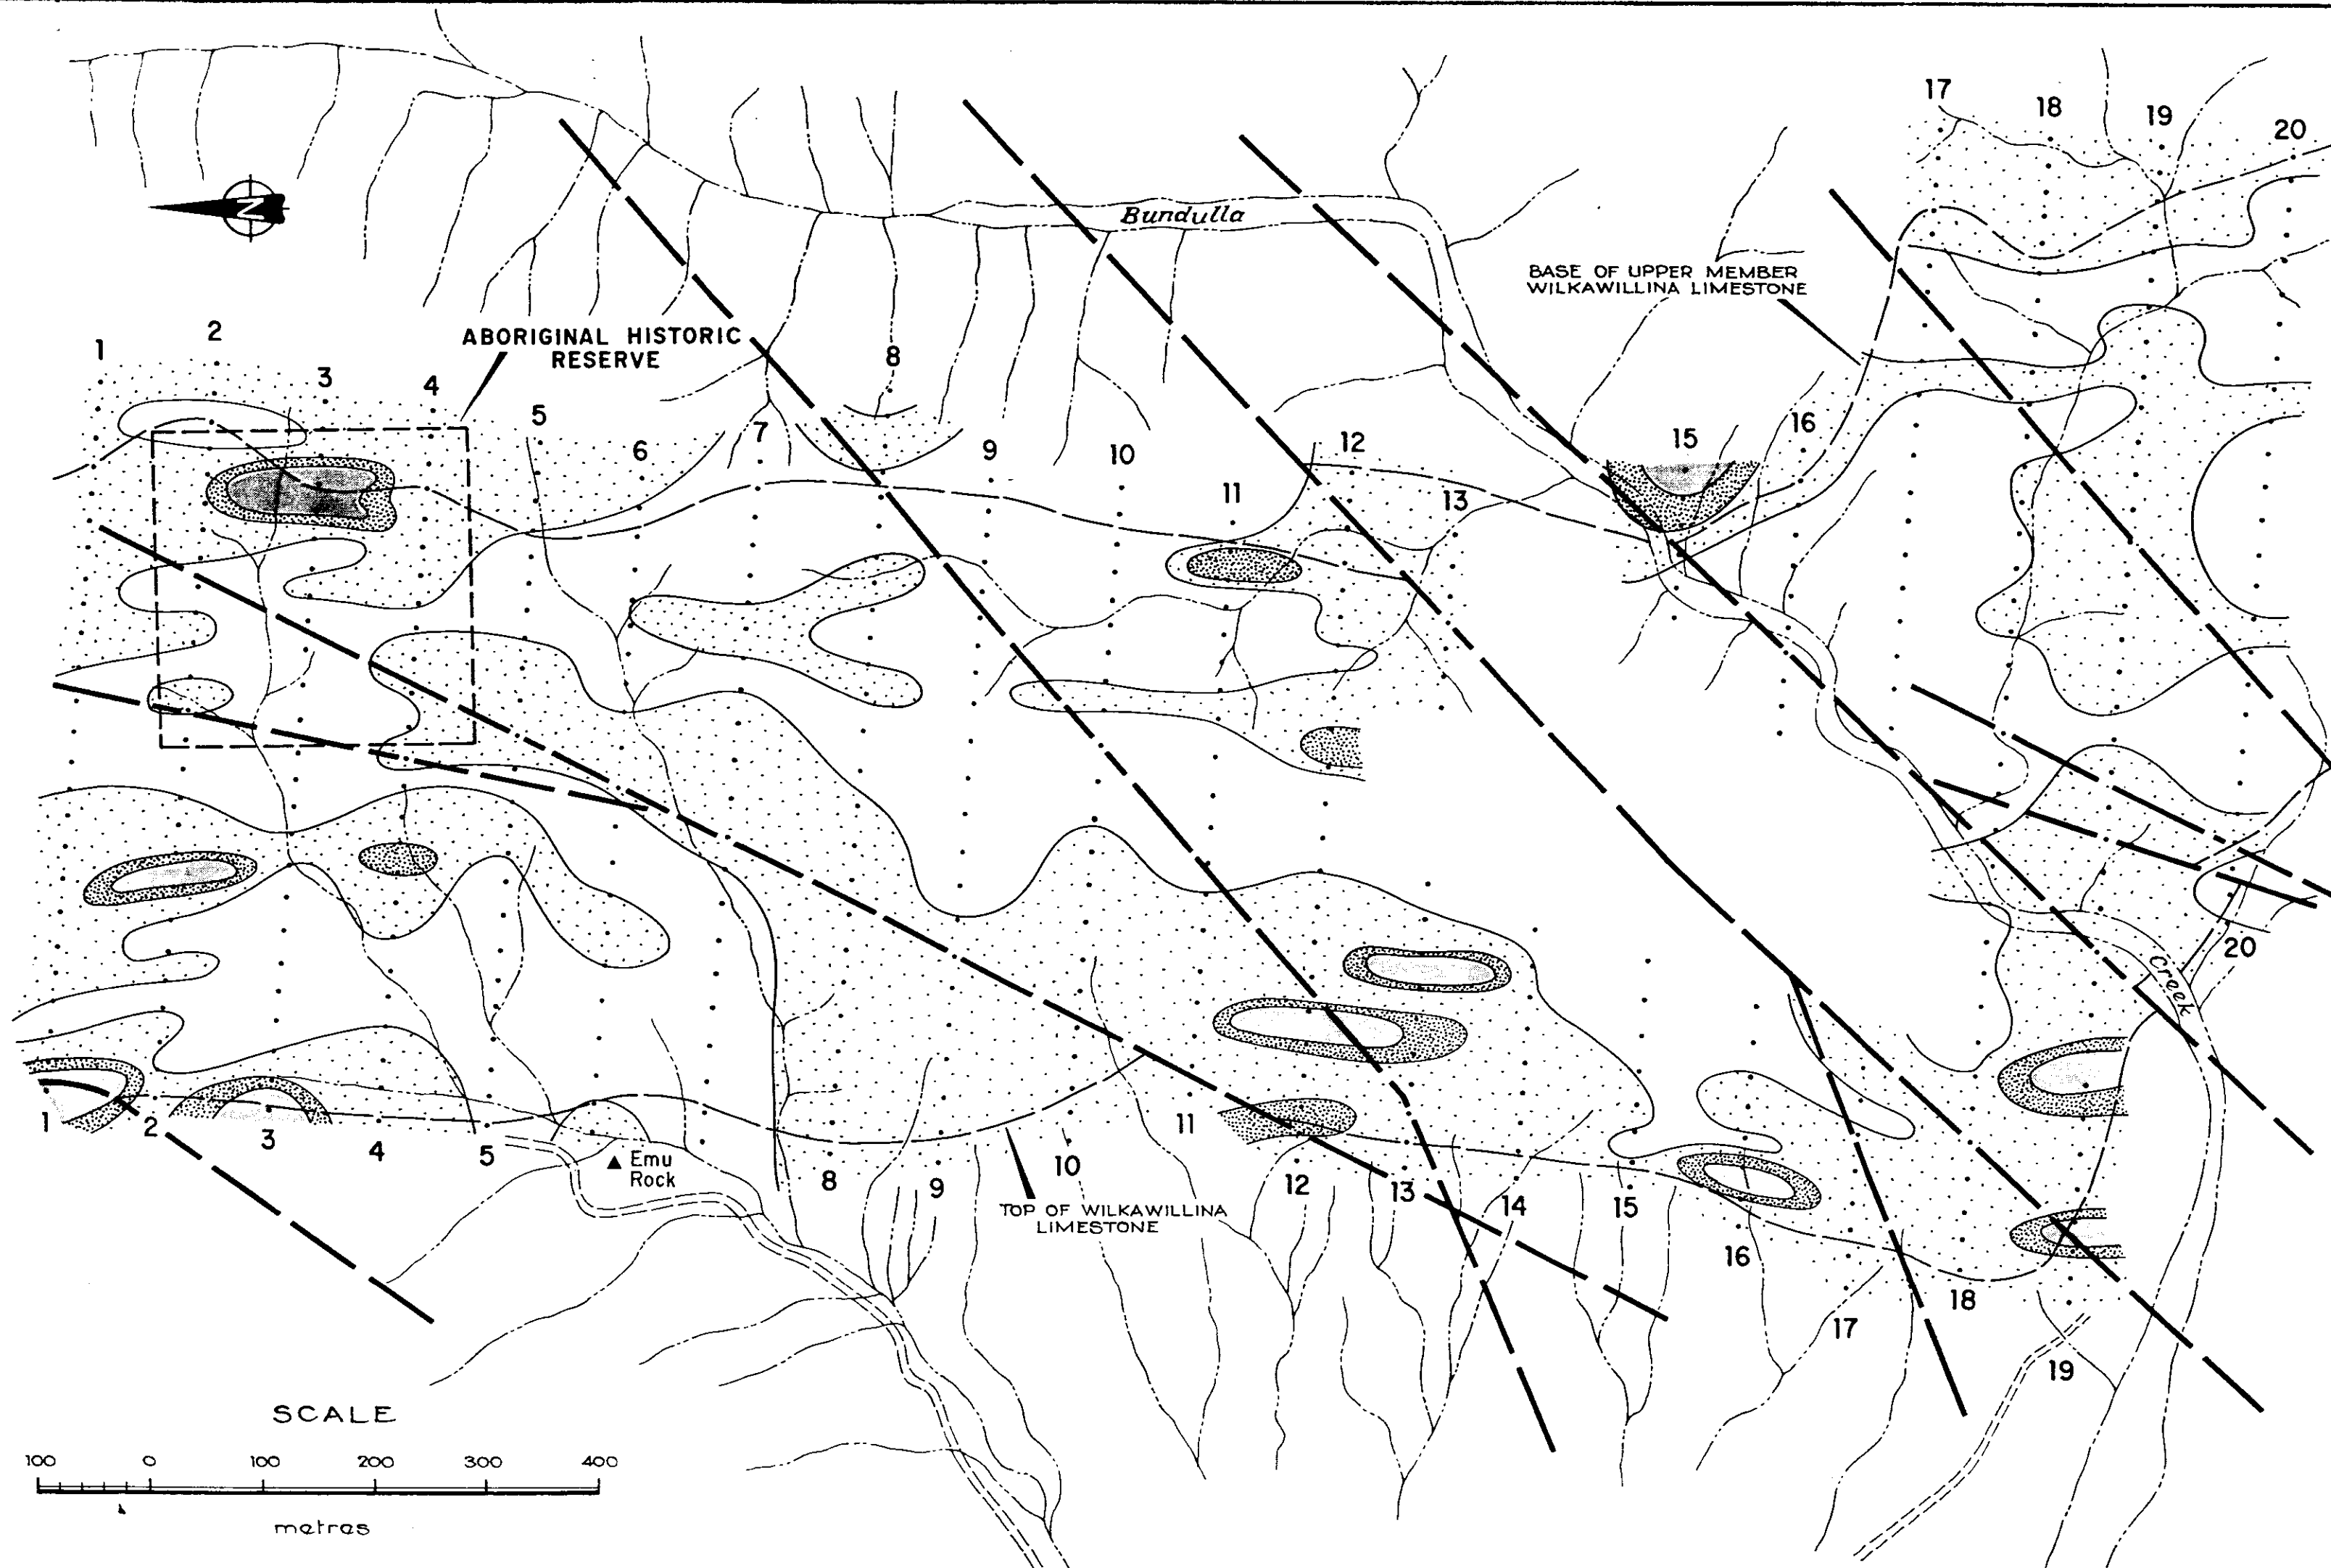 17
18
19
20
N
Bundulla
BASE OF UPPER MEMBER
WILKAWILLINA LIMESTONE
ABORIGINAL HISTORIC
RESERVE
1
2
3
4
5
6
7
8
9
10
11
12
13
15
16
Creek
20
1
2
3
4
5
Emu
Rock
8
9
10
11
12
13
14
15
16
17
18
19
TOP OF WILKAWILLINA
LIMESTONE
SCALE
100 0 100 200 300 400
metres